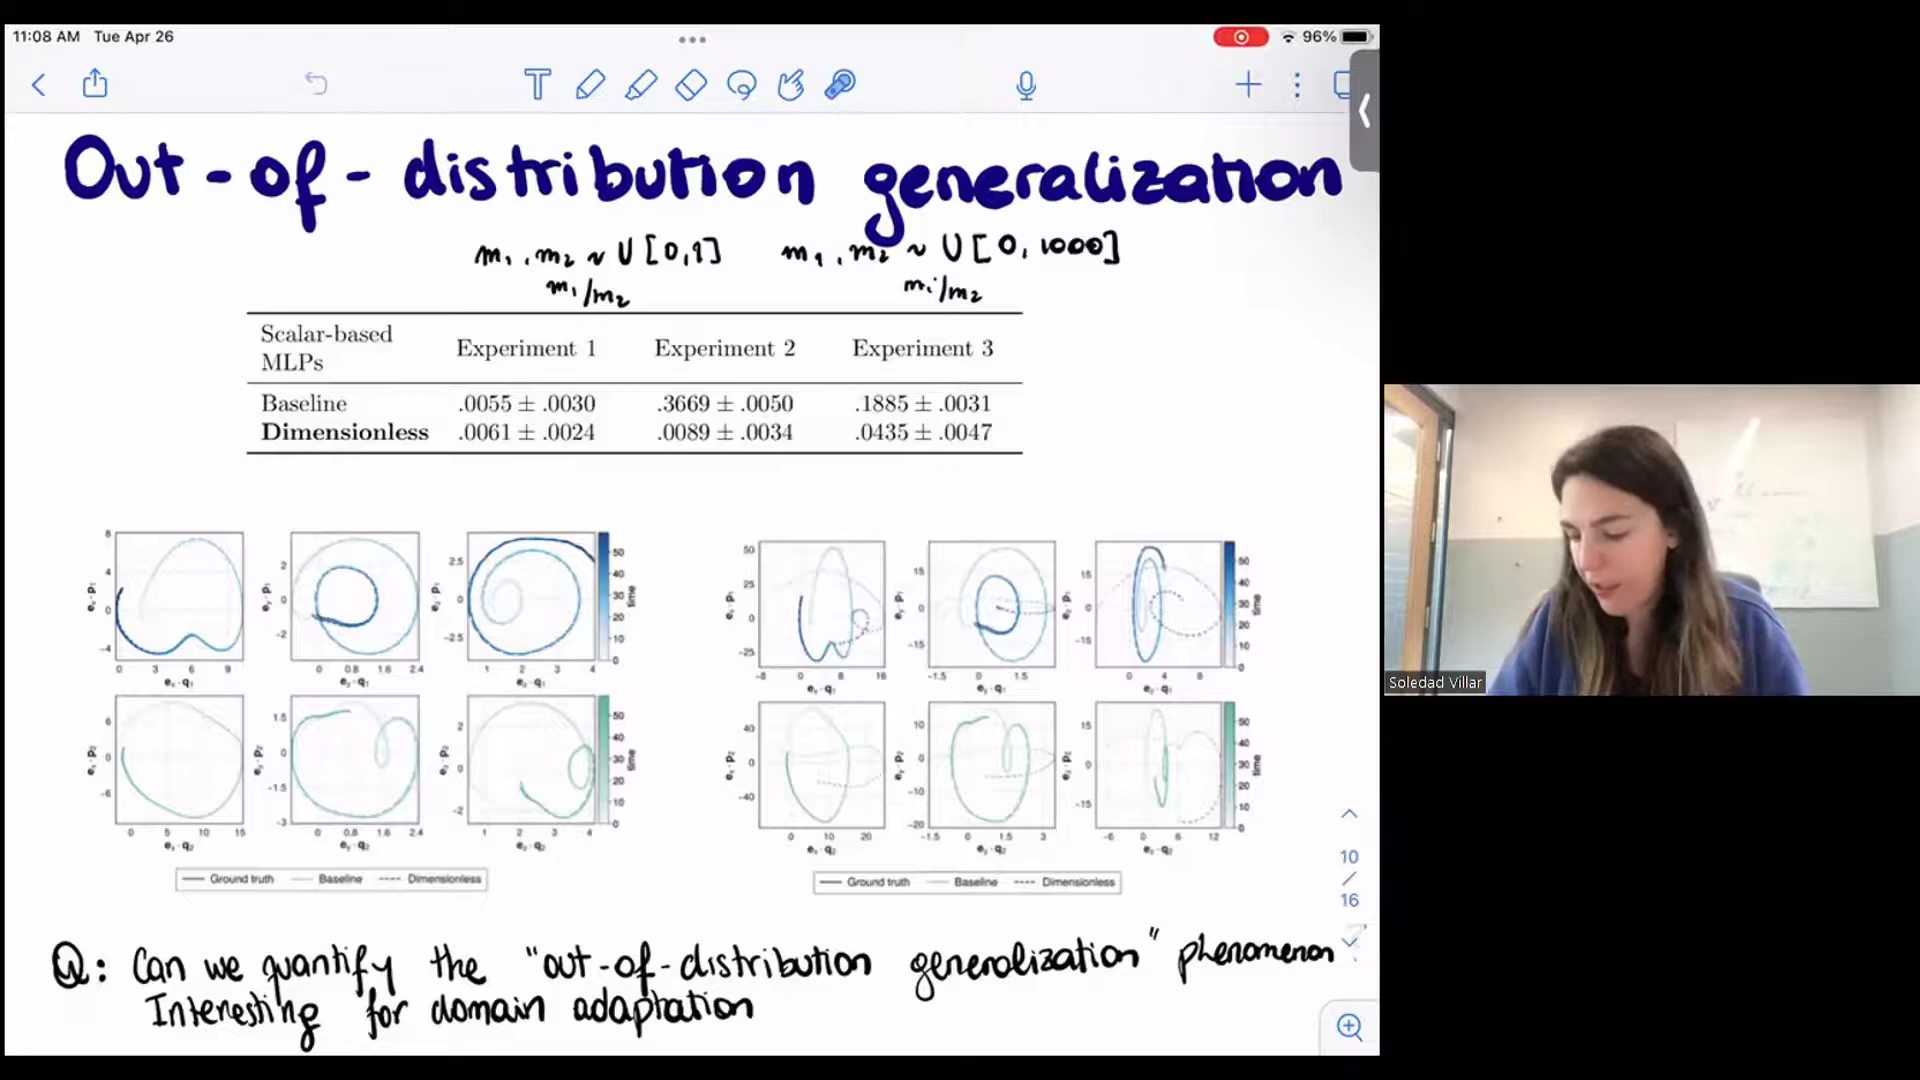 11:08 AM Tue Apr 26
96%
Out-of-distribution generalization
m₁, m₂ ~ U[0,1] m₁, m₂ ~ U[0, 1000]
m₁/m₂ m₁/m₂
Scalar-based MLPs Experiment 1 Experiment 2 Experiment 3
Baseline .0055 ± .0030 .3669 ± .0050 .1885 ± .0031
Dimensionless .0061 ± .0024 .0089 ± .0034 .0435 ± .0047
Ground truth Baseline Dimensionless
Ground truth Baseline Dimensionless
10
/
16
Q: Can we quantify the "out-of-distribution generalization" phenomenon ?
Interesting for domain adaptation
Soledad Villar